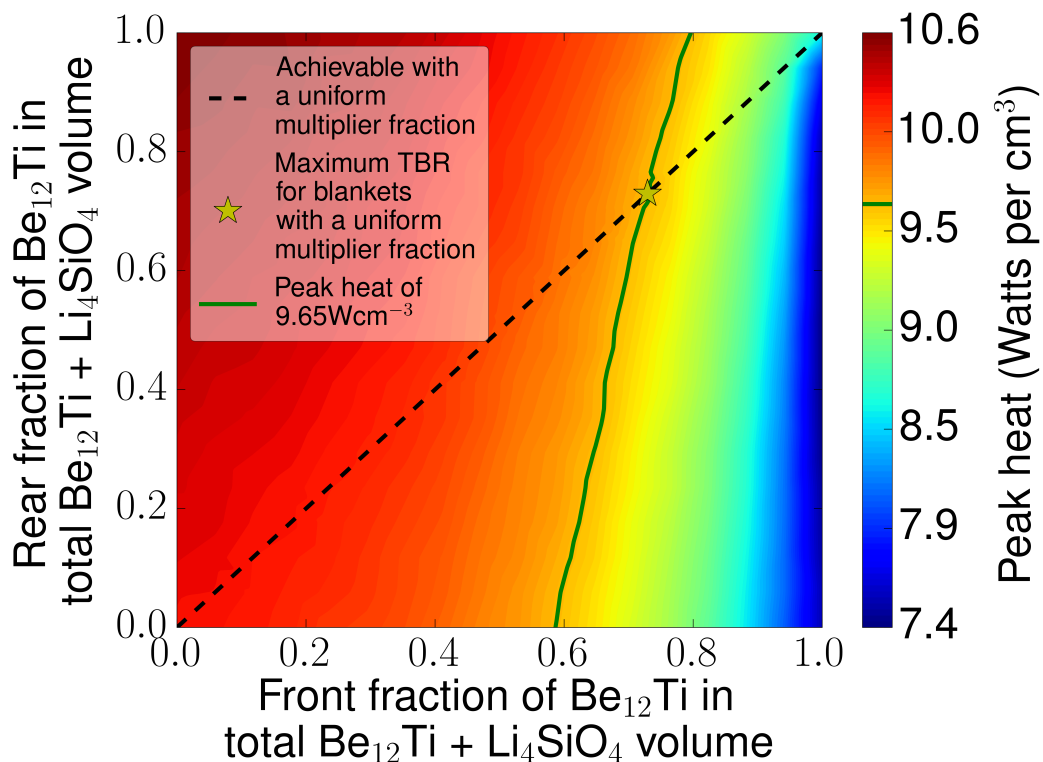 Rear fraction of Be₁₂Ti in
total Be₁₂Ti + Li₄SiO₄ volume
1.0
0.8
0.6
0.4
0.2
0.0
Achievable with
a uniform
multiplier fraction
Maximum TBR
for blankets
with a uniform
multiplier fraction
Peak heat of
9.65Wcm⁻³
0.0 0.2 0.4 0.6 0.8 1.0
Front fraction of Be₁₂Ti in
total Be₁₂Ti + Li₄SiO₄ volume
10.6
10.0
9.5
9.0
8.5
7.9
7.4
Peak heat (Watts per cm³)